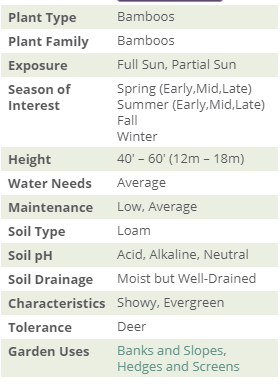 Plant Type Bamboos
Plant Family Bamboos
Exposure Full Sun, Partial Sun
Season of Interest Spring (Early,Mid,Late)
Summer (Early,Mid,Late)
Fall
Winter
Height 40' – 60' (12m – 18m)
Water Needs Average
Maintenance Low, Average
Soil Type Loam
Soil pH Acid, Alkaline, Neutral
Soil Drainage Moist but Well-Drained
Characteristics Showy, Evergreen
Tolerance Deer
Garden Uses Banks and Slopes,
Hedges and Screens